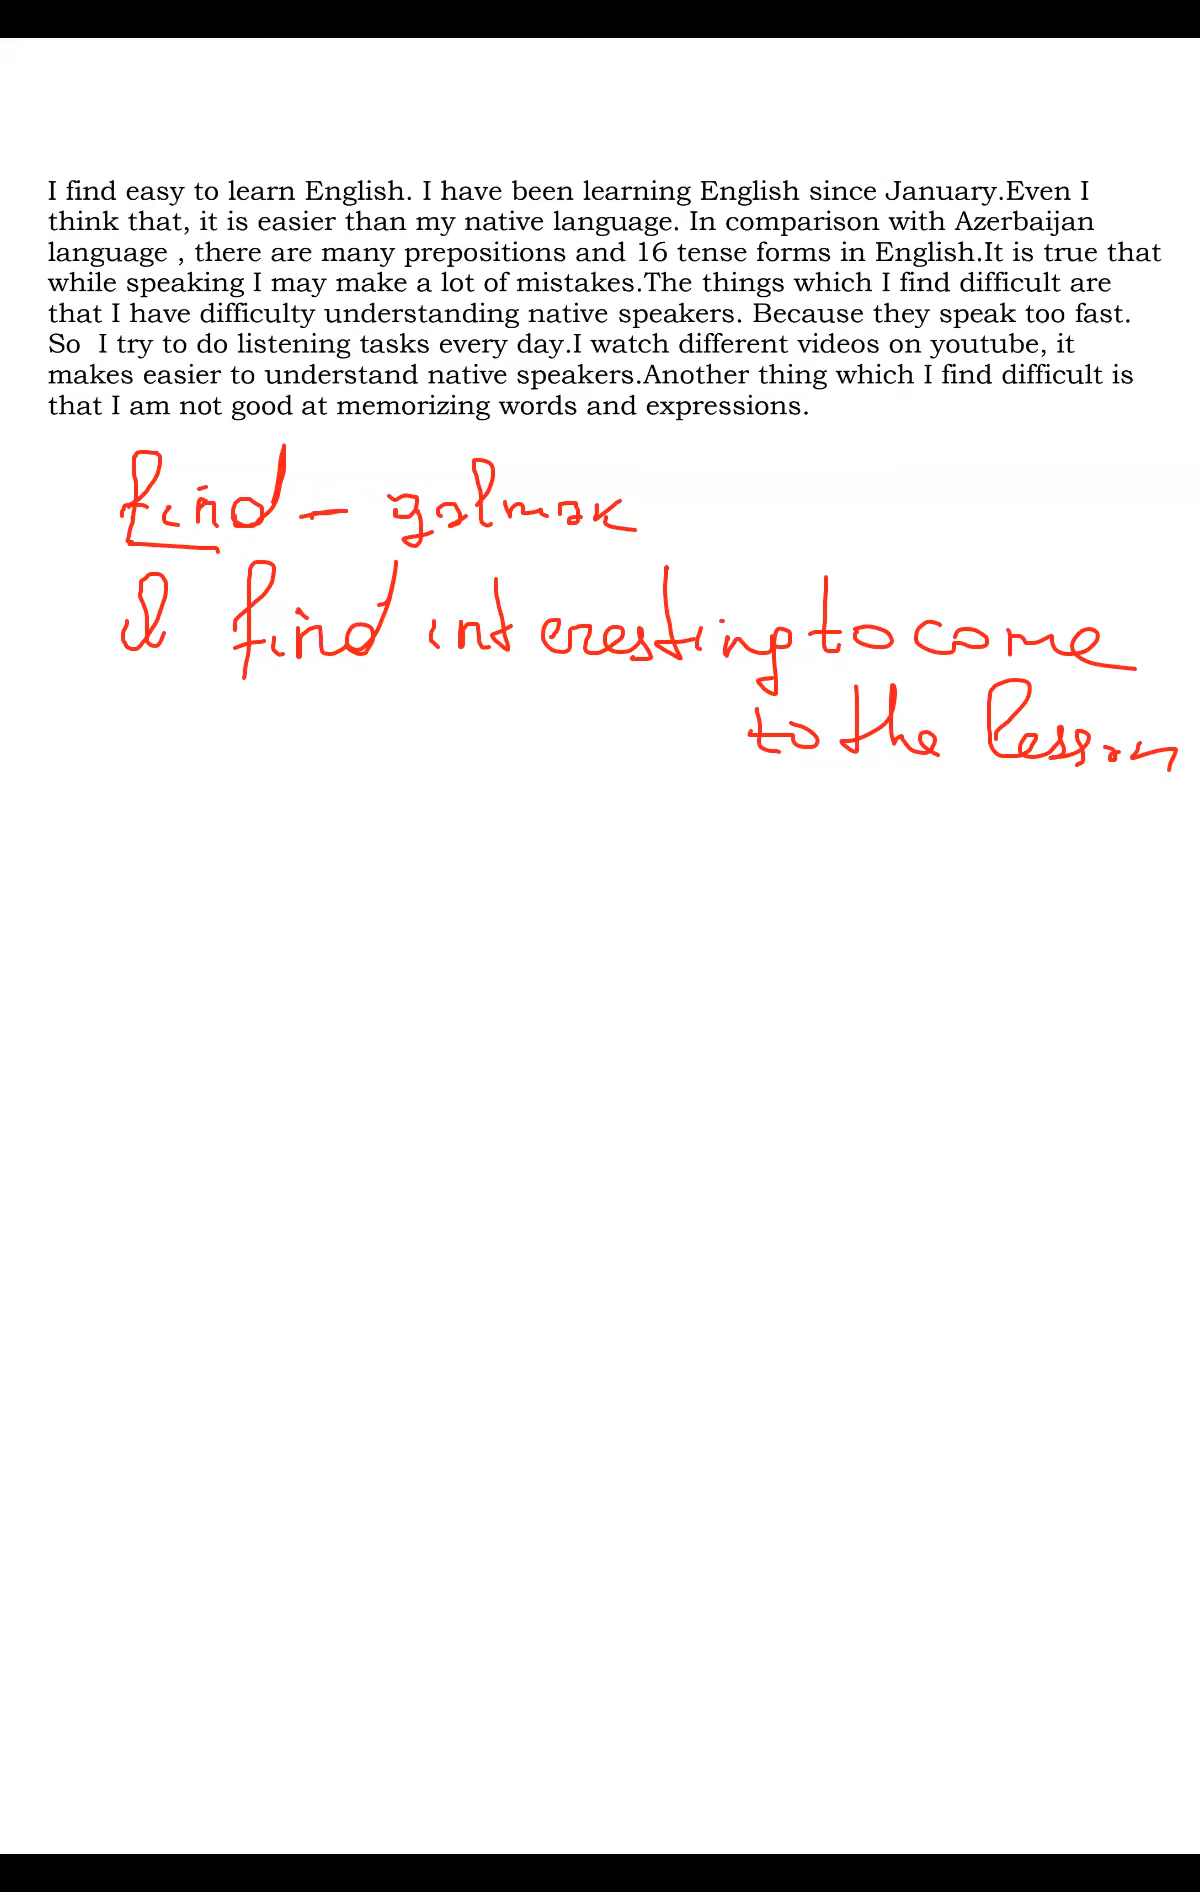 I find easy to learn English. I have been learning English since January.Even I
think that, it is easier than my native language. In comparison with Azerbaijan
language , there are many prepositions and 16 tense forms in English.It is true that
while speaking I may make a lot of mistakes.The things which I find difficult are
that I have difficulty understanding native speakers. Because they speak too fast.
So  I try to do listening tasks every day.I watch different videos on youtube, it
makes easier to understand native speakers.Another thing which I find difficult is
that I am not good at memorizing words and expressions.
find –
I find interesting to come
to the lesson